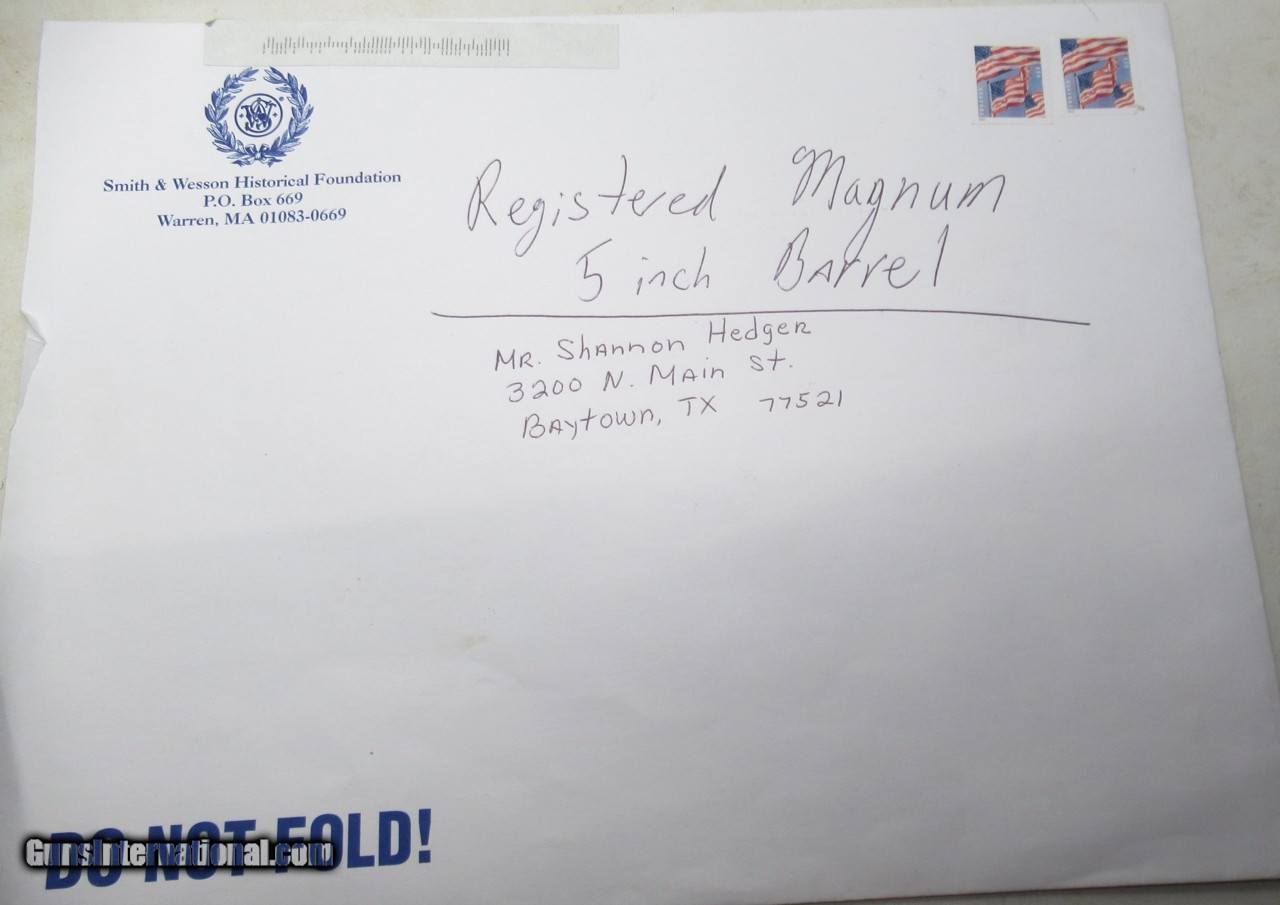 Smith & Wesson Historical Foundation
P.O. Box 669
Warren, MA 01083-0669
Registered Magnum
5 inch Barrel
Mr. Shannon Hedger
3200 N. Main St.
Baytown, TX 77521
DO NOT FOLD!
GunsInternational.com